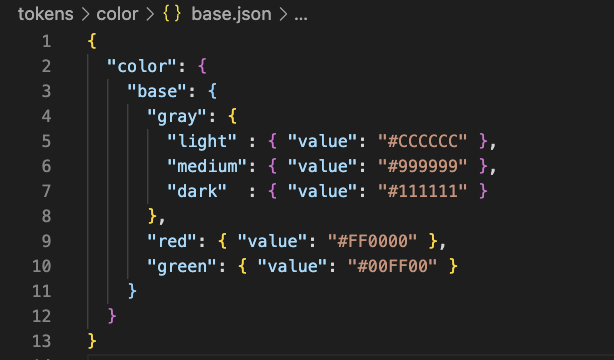 tokens > color > {} base.json > ...
1 {
2   "color": {
3     "base": {
4       "gray": {
5         "light" : { "value": "#CCCCCC" },
6         "medium": { "value": "#999999" },
7         "dark"  : { "value": "#111111" }
8       },
9       "red": { "value": "#FF0000" },
10       "green": { "value": "#00FF00" }
11     }
12   }
13 }